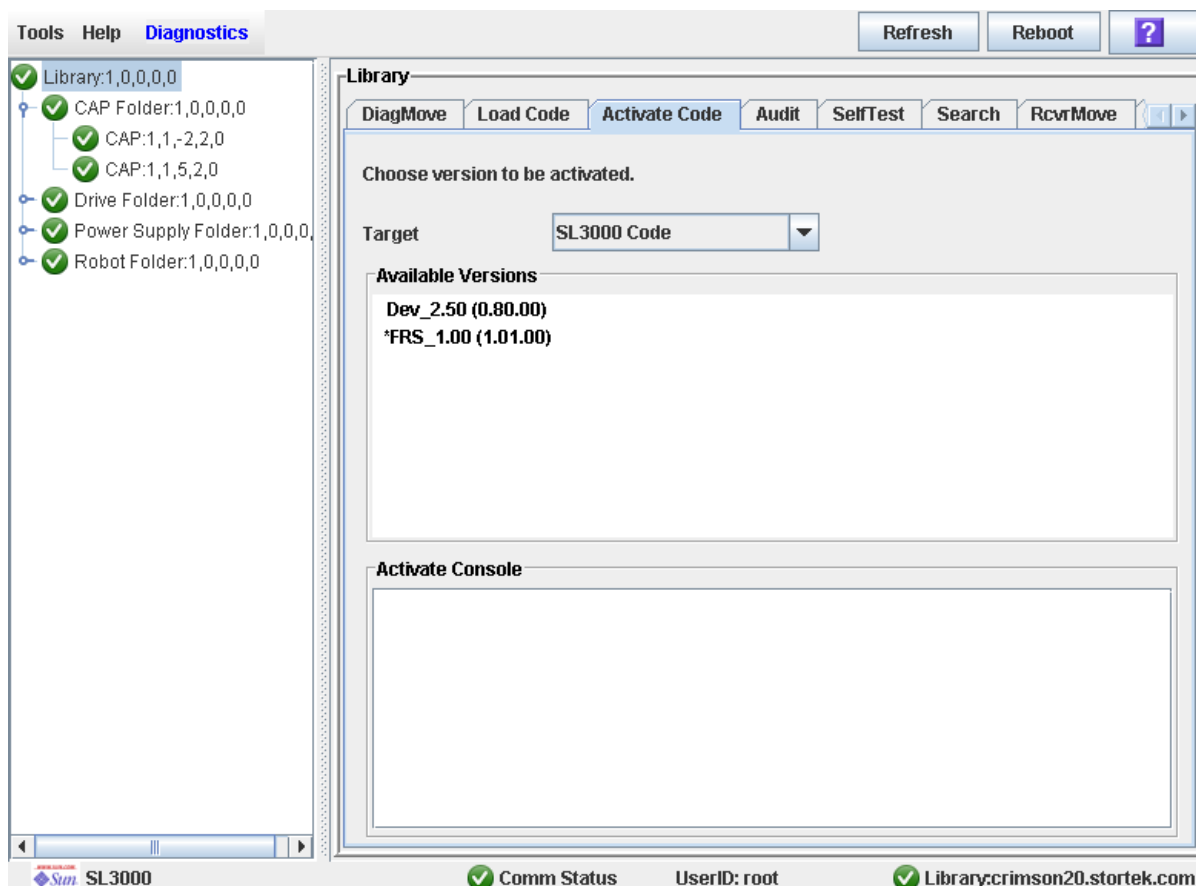 Tools Help Diagnostics Refresh Reboot ?
Library:1,0,0,0,0
CAP Folder:1,0,0,0,0
CAP:1,1,-2,2,0
CAP:1,1,5,2,0
Drive Folder:1,0,0,0,0
Power Supply Folder:1,0,0,0,
Robot Folder:1,0,0,0,0
Library
DiagMove Load Code Activate Code Audit SelfTest Search RcvrMove
Choose version to be activated.
Target SL3000 Code
Available Versions
Dev_2.50 (0.80.00)
*FRS_1.00 (1.01.00)
Activate Console
Sun SL3000 Comm Status UserID: root Library:crimson20.stortek.com